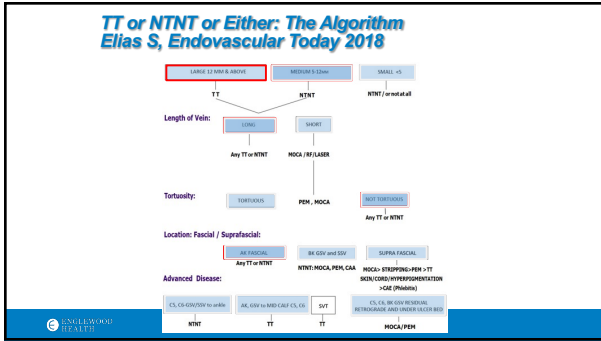 TT or NTNT or Either: The Algorithm
Elias S, Endovascular Today 2018
LARGE 12 MM & ABOVE
MEDIUM 5-12MM
SMALL <5
TT
NTNT
NTNT / or not at all
Length of Vein:
LONG
SHORT
Any TT or NTNT
MOCA /RF/LASER
Tortuosity:
TORTUOUS
PEM , MOCA
NOT TORTUOUS
Any TT or NTNT
Location: Fascial / Suprafascial:
AK FASCIAL
BK GSV and SSV
SUPRA FASCIAL
Any TT or NTNT
NTNT: MOCA, PEM, CAA
MOCA> STRIPPING>PEM >TT
SKIN/CORD/HYPERPIGMENTATION
>CAE (Phlebitis)
Advanced Disease:
C5, C6-GSV/SSV to ankle
AK, GSV to MID CALF C5, C6
SVT
C5, C6, BK GSV RESIDUAL
RETROGRADE AND UNDER ULCER BED
NTNT
TT
TT
MOCA/PEM
ENGLEWOOD
HEALTH